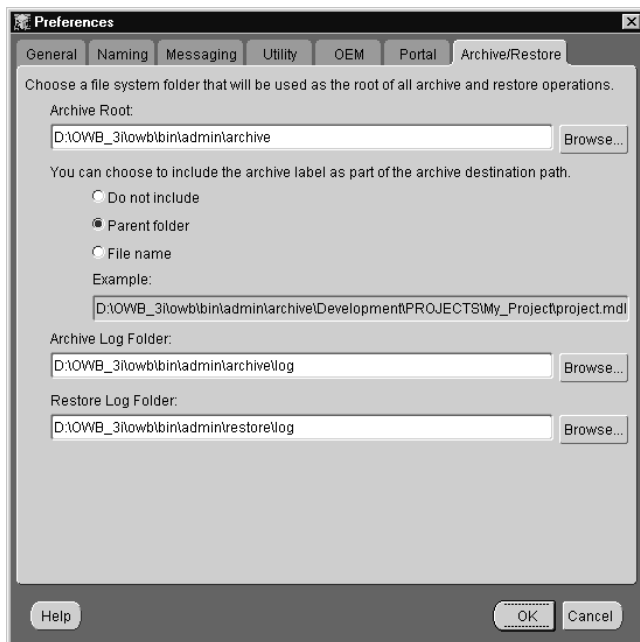 Preferences
General Naming Messaging Utility OEM Portal Archive/Restore
Choose a file system folder that will be used as the root of all archive and restore operations.
Archive Root:
D:\OWB_3i\owb\bin\admin\archive Browse...
You can choose to include the archive label as part of the archive destination path.
Do not include
Parent folder
File name
Example:
D:\OWB_3i\owb\bin\admin\archive\Development\PROJECTS\My_Project\project.mdl
Archive Log Folder:
D:\OWB_3i\owb\bin\admin\archive\log Browse...
Restore Log Folder:
D:\OWB_3i\owb\bin\admin\restore\log Browse...
Help OK Cancel